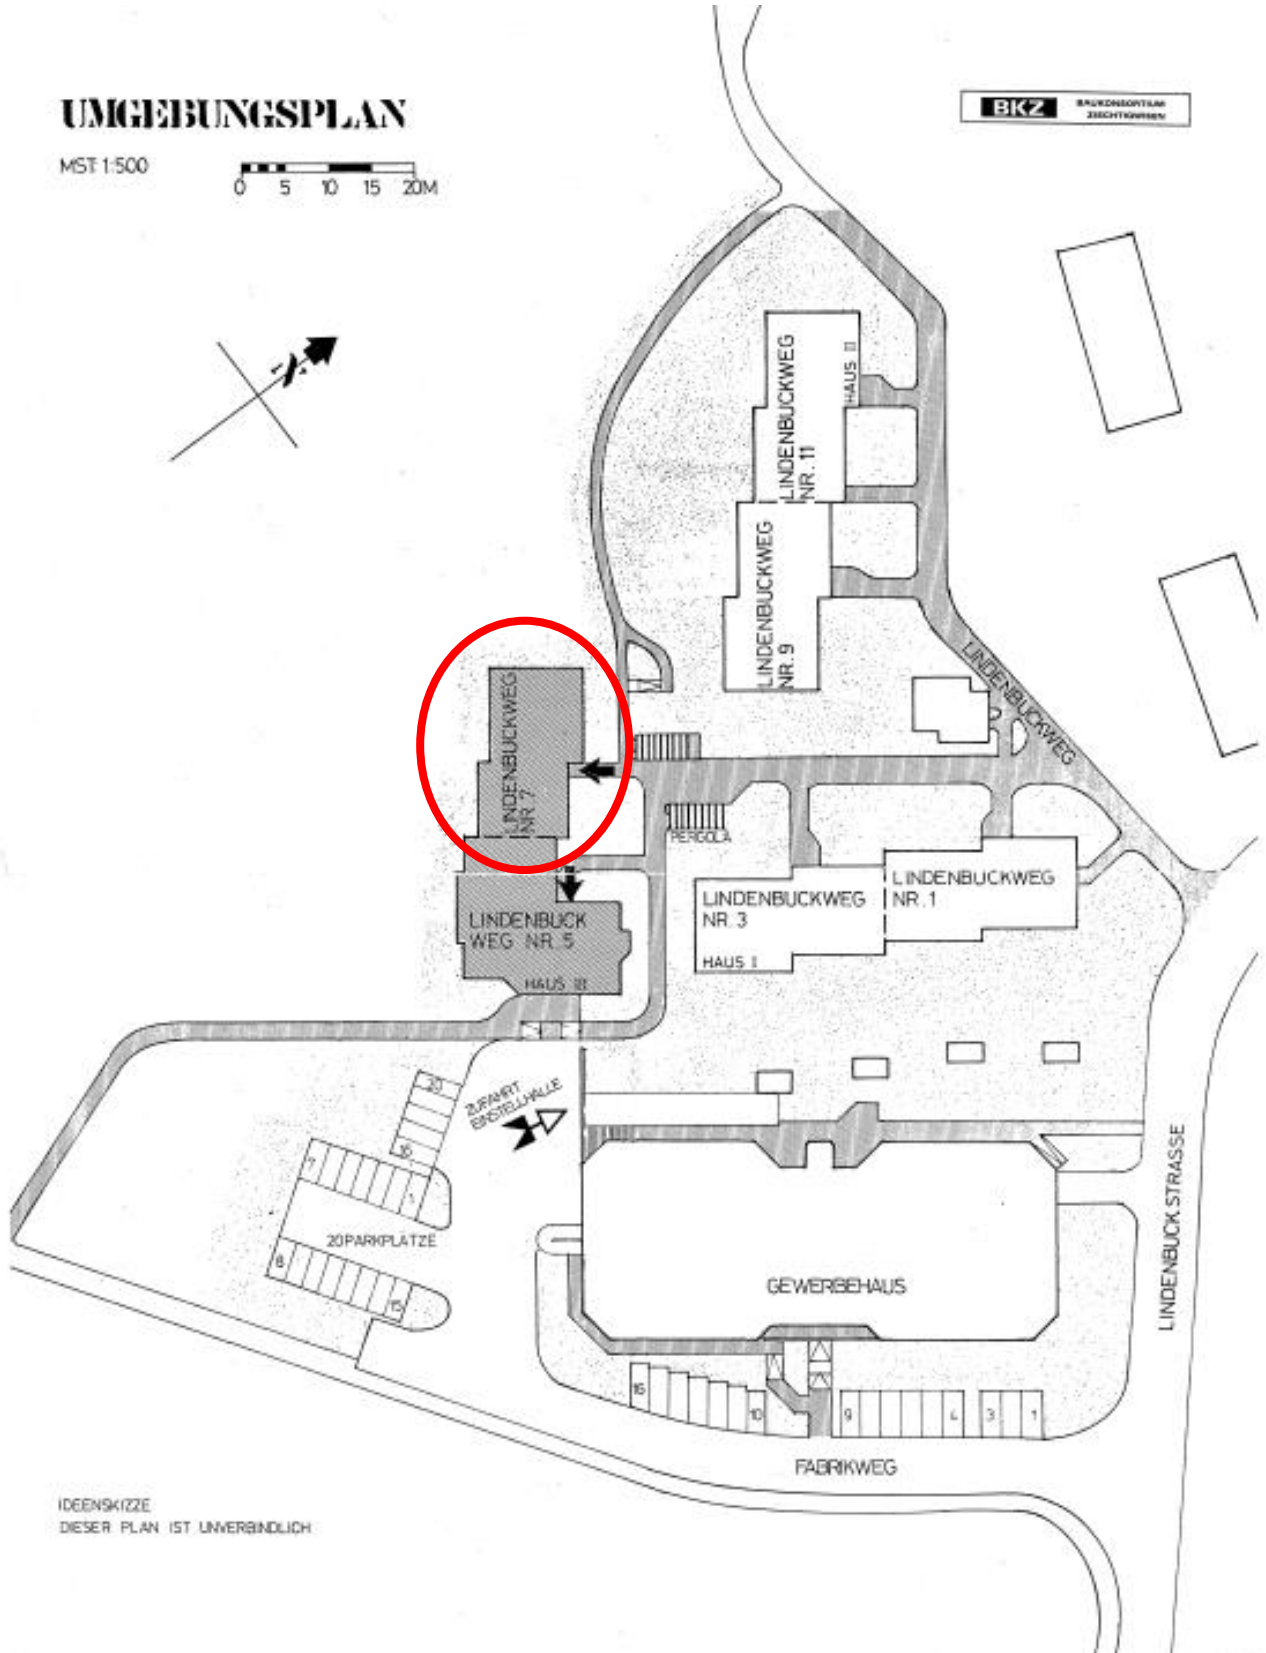 UMGEBUNGSPLAN
MST 1:500
0 5 10 15 20M
BKZ
BAUKONSORTIUM
N
HAUS II
LINDENBUCKWEG
NR. 11
LINDENBUCKWEG
NR. 9
LINDENBUCKWEG
LINDENBUCKWEG
NR 7
PERGOLA
LINDENBUCKWEG
NR. 1
LINDENBUCKWEG
NR. 3
HAUS I
LINDENBUCK
WEG NR. 5
HAUS III
ZUFAHRT
EINSTELLHALLE
20
16
7
1
20 PARKPLÄTZE
8
15
LINDENBUCKSTRASSE
GEWERBEHAUS
16
10
9
4
3
1
FABRIKWEG
IDEENSKIZZE
DIESER PLAN IST UNVERBINDLICH